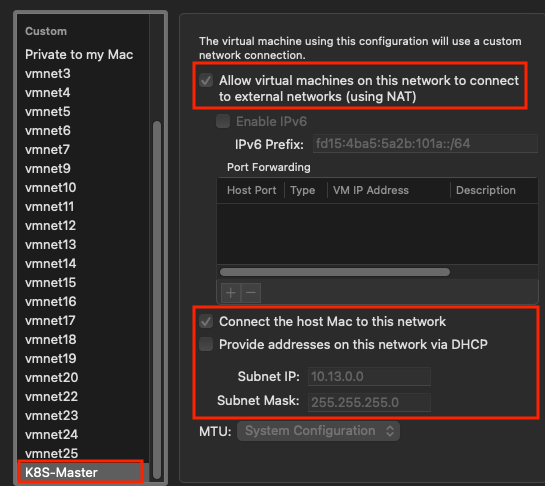 Custom
Private to my Mac
vmnet3
vmnet4
vmnet5
vmnet6
vmnet7
vmnet9
vmnet10
vmnet11
vmnet12
vmnet13
vmnet14
vmnet15
vmnet16
vmnet17
vmnet18
vmnet19
vmnet20
vmnet22
vmnet23
vmnet24
vmnet25
K8S-Master
The virtual machine using this configuration will use a custom
network connection.
Allow virtual machines on this network to connect
to external networks (using NAT)
Enable IPv6
IPv6 Prefix: fd15:4ba5:5a2b:101a::/64
Port Forwarding
Host Port Type VM IP Address Description
+ −
Connect the host Mac to this network
Provide addresses on this network via DHCP
Subnet IP: 10.13.0.0
Subnet Mask: 255.255.255.0
MTU: System Configuration